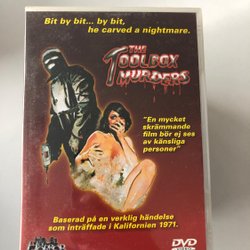 Bit by bit... by bit,
he carved a nightmare.
THE
TOOLBOX
MURDERS
"En mycket
skrämmande
film bör ej ses
av känsliga
personer"
Baserad på en verklig händelse
som inträffade i Kalifornien 1971.
HORROR
DVD